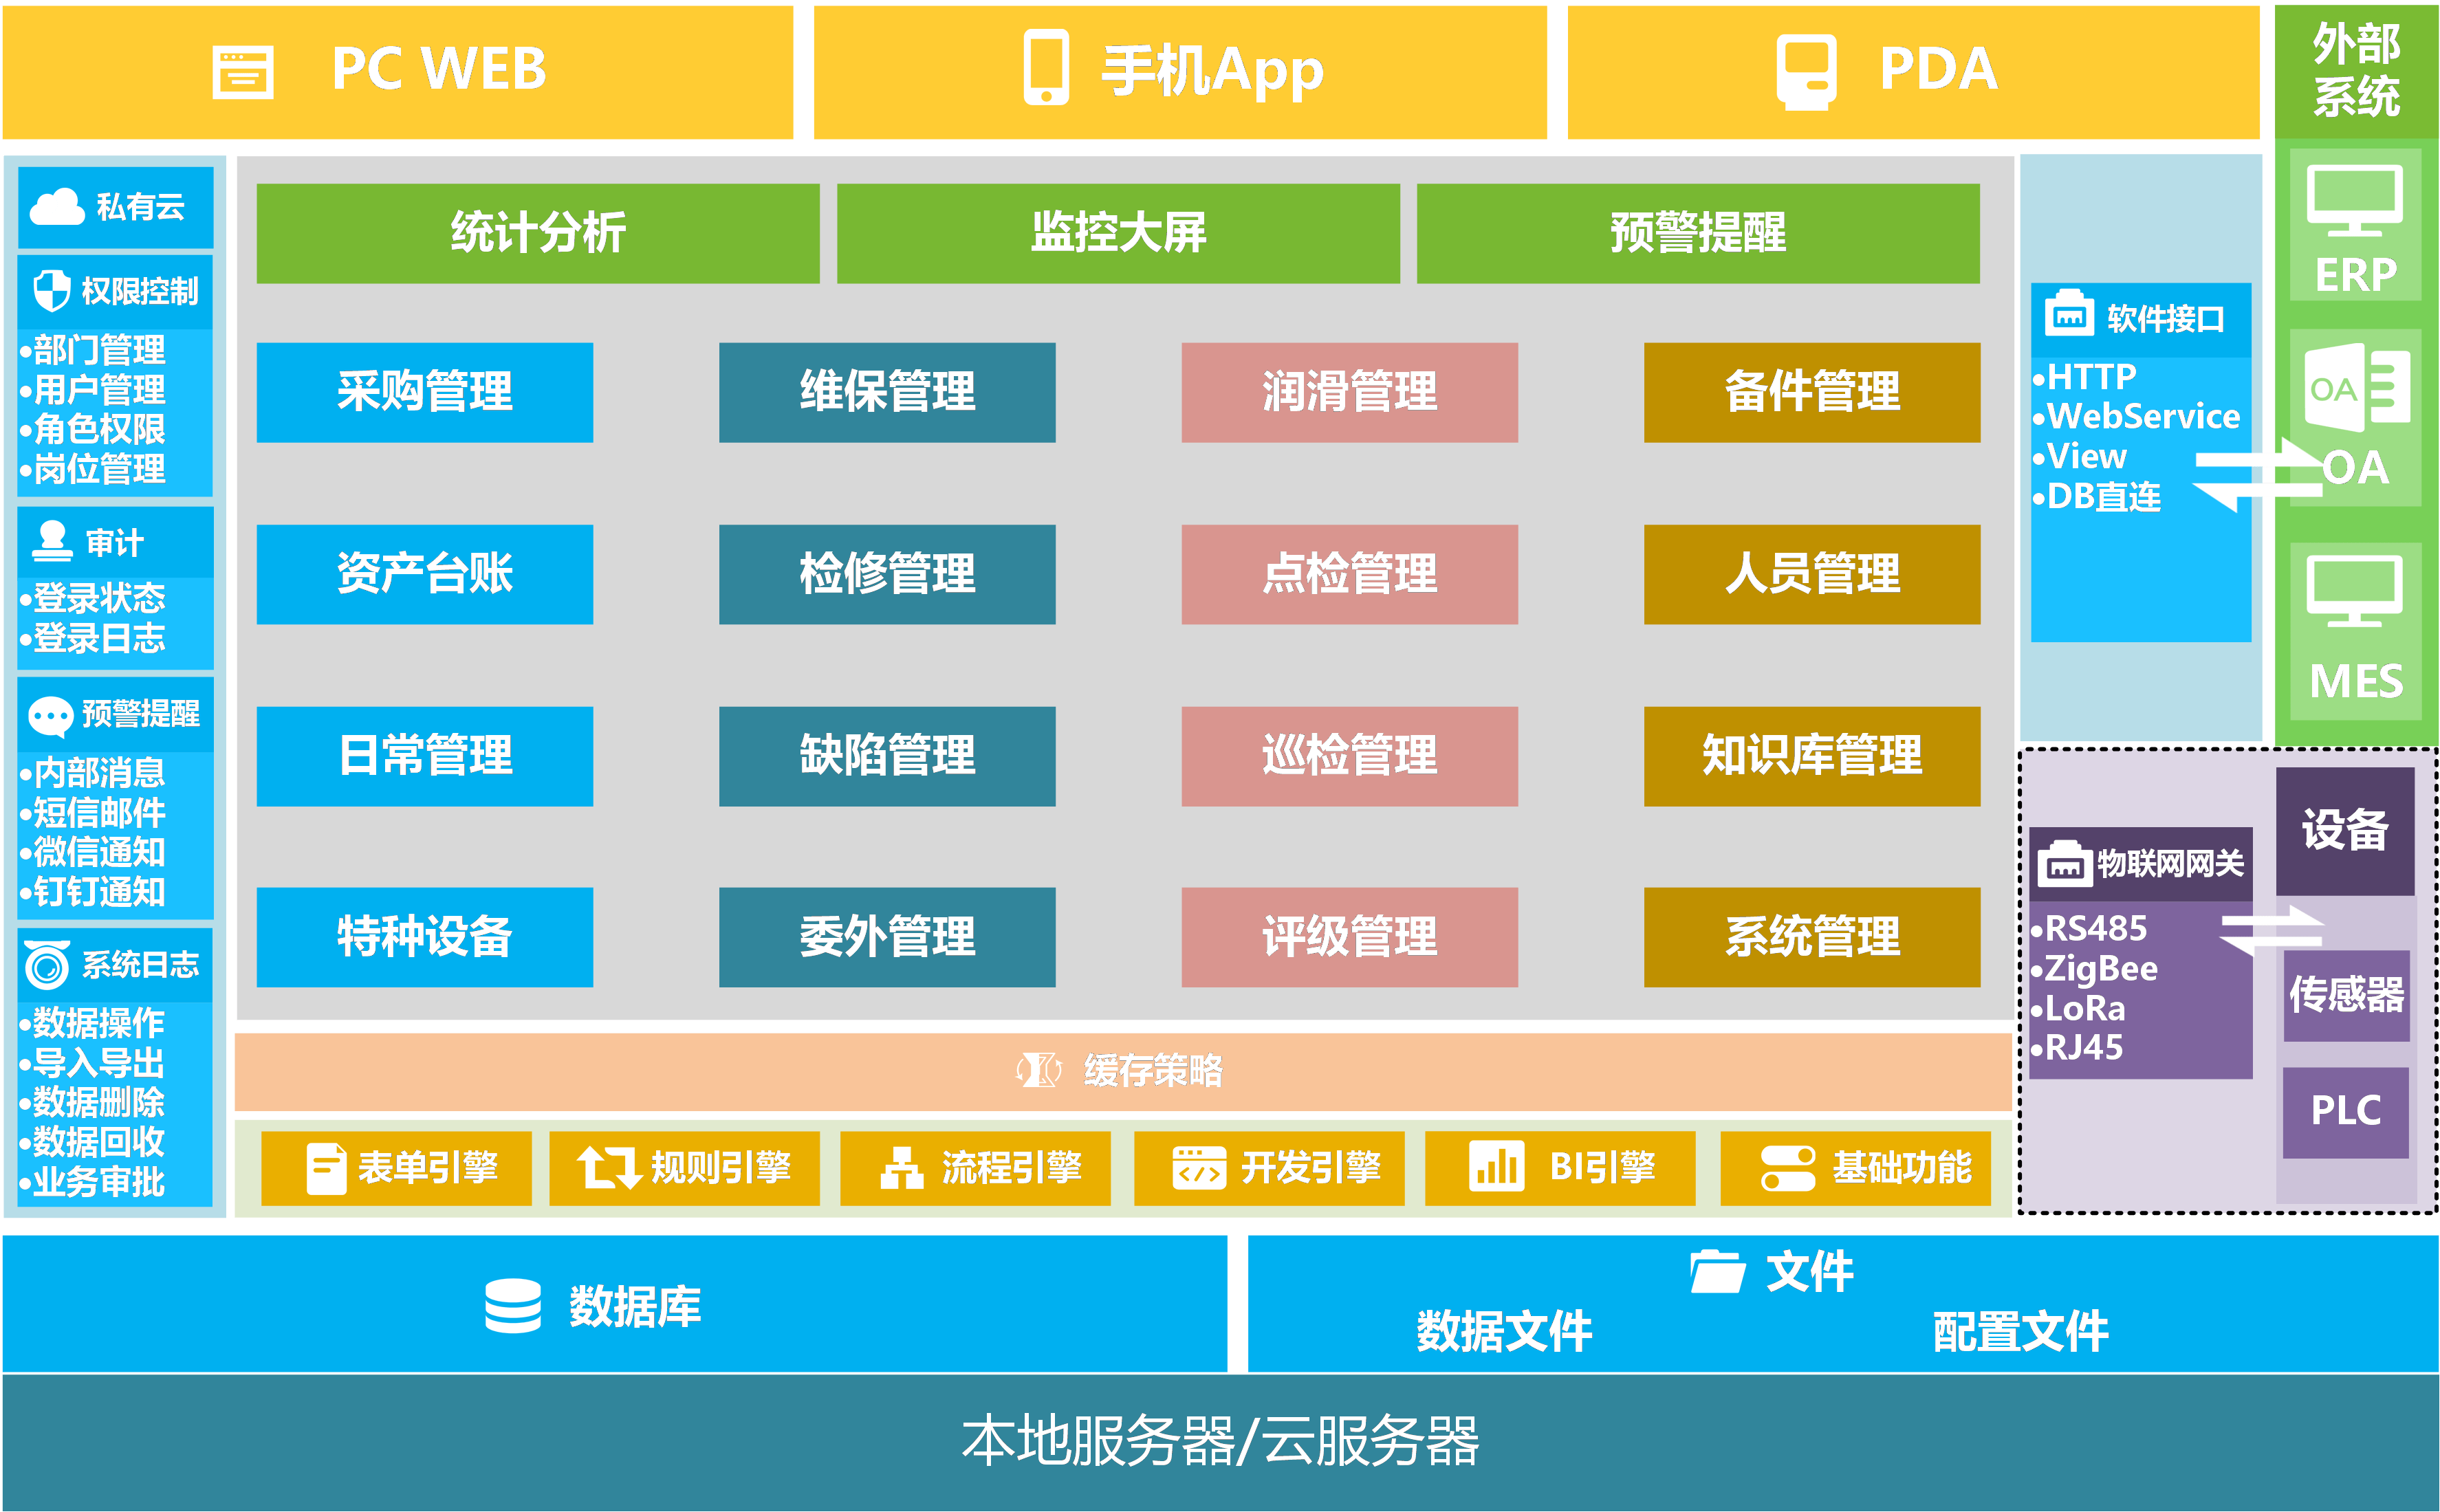 PC WEB
手机App
PDA
外部
系统
私有云
权限控制
•部门管理
•用户管理
•角色权限
•岗位管理
审计
•登录状态
•登录日志
预警提醒
•内部消息
•短信邮件
•微信通知
•钉钉通知
系统日志
•数据操作
•导入导出
•数据删除
•数据回收
•业务审批
统计分析
监控大屏
预警提醒
采购管理
维保管理
润滑管理
备件管理
资产台账
检修管理
点检管理
人员管理
日常管理
缺陷管理
巡检管理
知识库管理
特种设备
委外管理
评级管理
系统管理
缓存策略
表单引擎
规则引擎
流程引擎
开发引擎
BI引擎
基础功能
软件接口
•HTTP
•WebService
•View
•DB直连
ERP
OA
OA
MES
物联网网关
•RS485
•ZigBee
•LoRa
•RJ45
设备
传感器
PLC
数据库
文件
数据文件
配置文件
本地服务器/云服务器